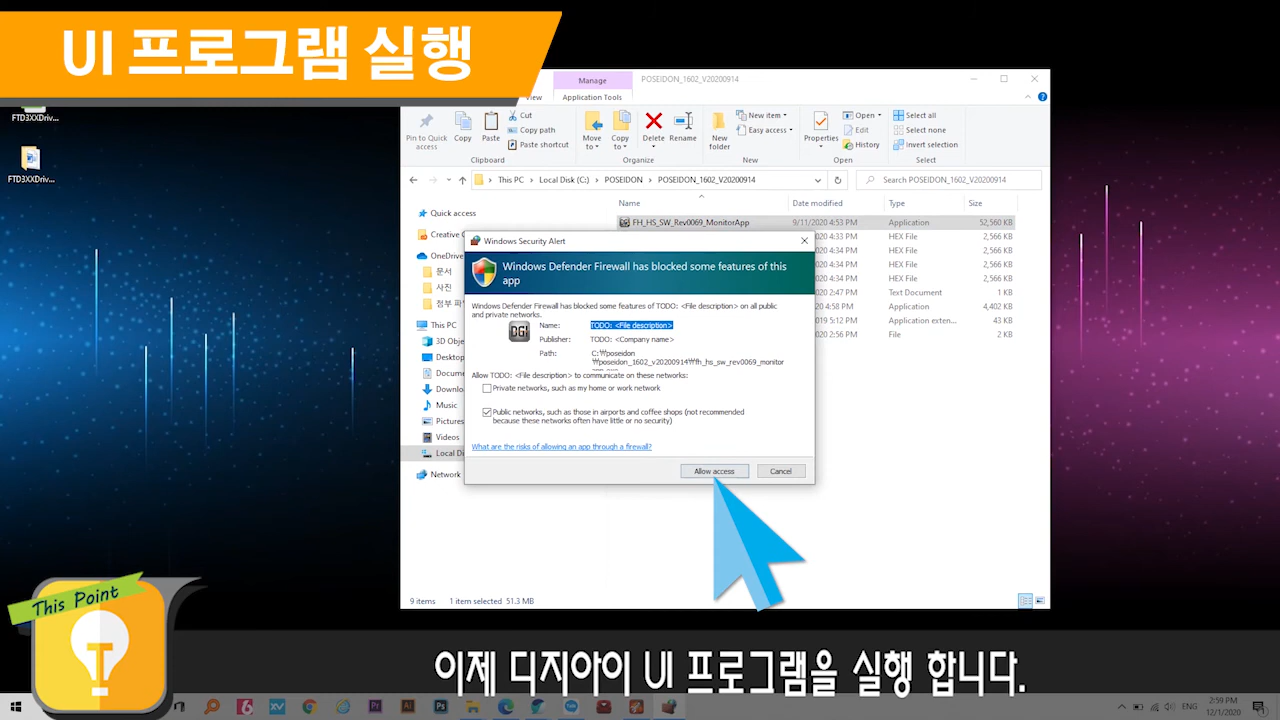 UI 프로그램 실행
Manage
POSEIDON_1602_V20200914
View
Application Tools
FTD3XXDriv...
FTD3XXDriv...
Pin to Quick access
Copy
Paste
Cut
Copy path
Paste shortcut
Clipboard
Move to
Copy to
Delete
Rename
Organize
New folder
New item
Easy access
New
Properties
Open
Edit
History
Open
Select all
Select none
Invert selection
Select
This PC
Local Disk (C:)
POSEIDON
POSEIDON_1602_V20200914
Search POSEIDON_1602_V20200914
Name
Date modified
Type
Size
FH_HS_SW_Rev0069_MonitorApp
9/11/2020 4:53 PM
Application
52,560 KB
4:33 PM
HEX File
2,566 KB
4:34 PM
HEX File
2,566 KB
4:34 PM
HEX File
2,566 KB
4:34 PM
HEX File
2,566 KB
2:47 PM
Text Document
1 KB
4:58 PM
Application
4,402 KB
019 5:12 PM
Application exten...
43 KB
2:56 PM
File
2 KB
Quick access
Creative
OneDrive
문서
사진
첨부 파
This PC
3D Obje
Desktop
Docume
Downlo
Music
Pictures
Videos
Local Di
Network
Windows Security Alert
Windows Defender Firewall has blocked some features of this
app
Windows Defender Firewall has blocked some features of TODO: <File description> on all public
and private networks.
DGI
Name:
TODO: <File description>
Publisher:
TODO: <Company name>
Path:
C:₩poseidon
₩poseidon_1602_v20200914₩fh_hs_sw_rev0069_monitor
Allow TODO: <File description> to communicate on these networks:
Private networks, such as my home or work network
Public networks, such as those in airports and coffee shops (not recommended
because these networks often have little or no security)
What are the risks of allowing an app through a firewall?
Allow access
Cancel
9 items
1 item selected
51.3 MB
This Point
이제 디지아이 UI 프로그램을 실행 합니다.
ENG
2:59 PM
12/1/2020